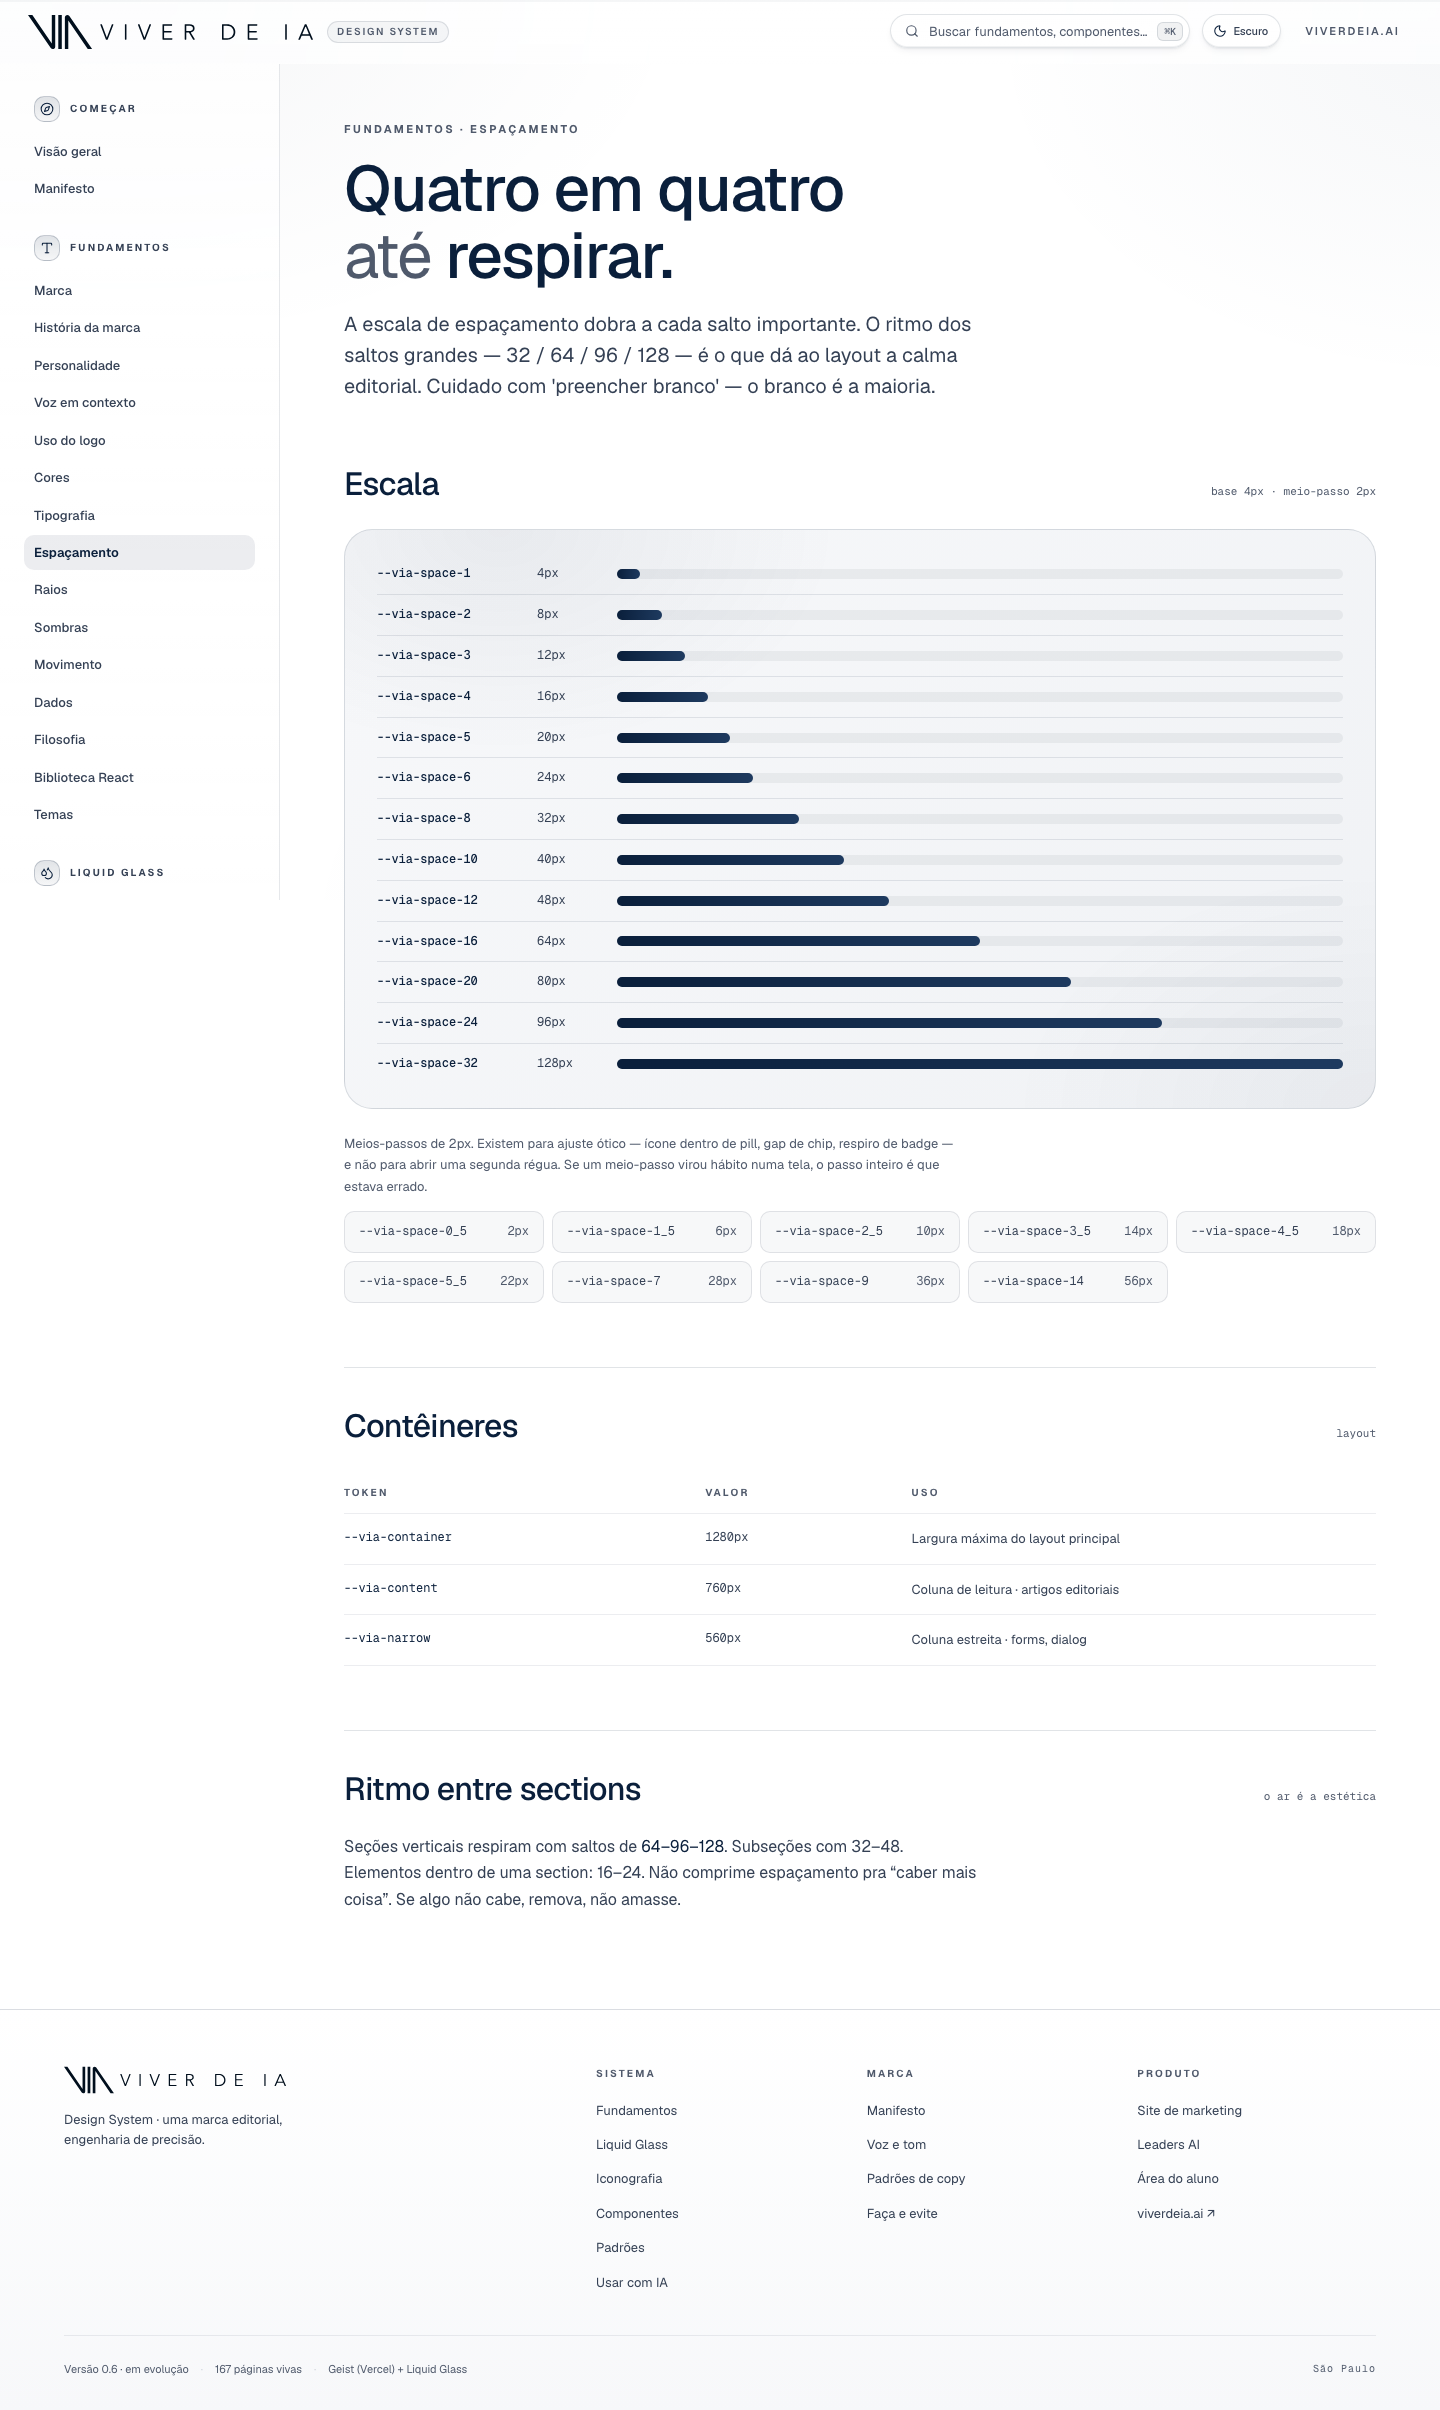 VIA VIVER DE IA DESIGN SYSTEM
Buscar fundamentos, componentes... ⌘K
Escuro
VIVERDEIA.AI
COMEÇAR
Visão geral
Manifesto
FUNDAMENTOS
Marca
História da marca
Personalidade
Voz em contexto
Uso do logo
Cores
Tipografia
Espaçamento
Raios
Sombras
Movimento
Dados
Filosofia
Biblioteca React
Temas
LIQUID GLASS
FUNDAMENTOS · ESPAÇAMENTO
Quatro em quatro
até respirar.
A escala de espaçamento dobra a cada salto importante. O ritmo dos
saltos grandes — 32 / 64 / 96 / 128 — é o que dá ao layout a calma
editorial. Cuidado com 'preencher branco' — o branco é a maioria.
Escala
base 4px · meio-passo 2px
--via-space-1 4px
--via-space-2 8px
--via-space-3 12px
--via-space-4 16px
--via-space-5 20px
--via-space-6 24px
--via-space-8 32px
--via-space-10 40px
--via-space-12 48px
--via-space-16 64px
--via-space-20 80px
--via-space-24 96px
--via-space-32 128px
Meios-passos de 2px. Existem para ajuste ótico — ícone dentro de pill, gap de chip, respiro de badge —
e não para abrir uma segunda régua. Se um meio-passo virou hábito numa tela, o passo inteiro é que
estava errado.
--via-space-0_5 2px
--via-space-1_5 6px
--via-space-2_5 10px
--via-space-3_5 14px
--via-space-4_5 18px
--via-space-5_5 22px
--via-space-7 28px
--via-space-9 36px
--via-space-14 56px
Contêineres
layout
TOKEN VALOR USO
--via-container 1280px Largura máxima do layout principal
--via-content 760px Coluna de leitura · artigos editoriais
--via-narrow 560px Coluna estreita · forms, dialog
Ritmo entre sections
o ar é a estética
Seções verticais respiram com saltos de 64–96–128. Subseções com 32–48.
Elementos dentro de uma section: 16–24. Não comprime espaçamento pra “caber mais
coisa”. Se algo não cabe, remova, não amasse.
VIA VIVER DE IA
Design System · uma marca editorial,
engenharia de precisão.
SISTEMA
Fundamentos
Liquid Glass
Iconografia
Componentes
Padrões
Usar com IA
MARCA
Manifesto
Voz e tom
Padrões de copy
Faça e evite
PRODUTO
Site de marketing
Leaders AI
Área do aluno
viverdeia.ai ↗
Versão 0.6 · em evolução · 167 páginas vivas · Geist (Vercel) + Liquid Glass
São Paulo